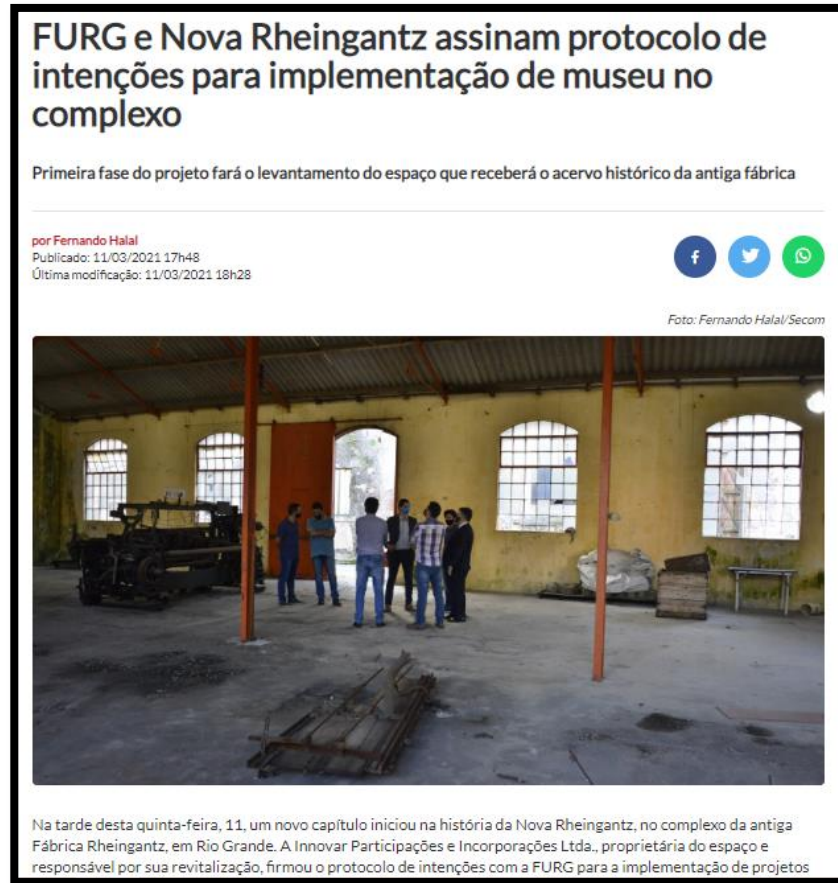 FURG e Nova Rheingantz assinam protocolo de
intenções para implementação de museu no
complexo
Primeira fase do projeto fará o levantamento do espaço que receberá o acervo histórico da antiga fábrica
por Fernando Halal
Publicado: 11/03/2021 17h48
Última modificação: 11/03/2021 18h28
Foto: Fernando Halal/Secom
Na tarde desta quinta-feira, 11, um novo capítulo iniciou na história da Nova Rheingantz, no complexo da antiga
Fábrica Rheingantz, em Rio Grande. A Innovar Participações e Incorporações Ltda., proprietária do espaço e
responsável por sua revitalização, firmou o protocolo de intenções com a FURG para a implementação de projetos